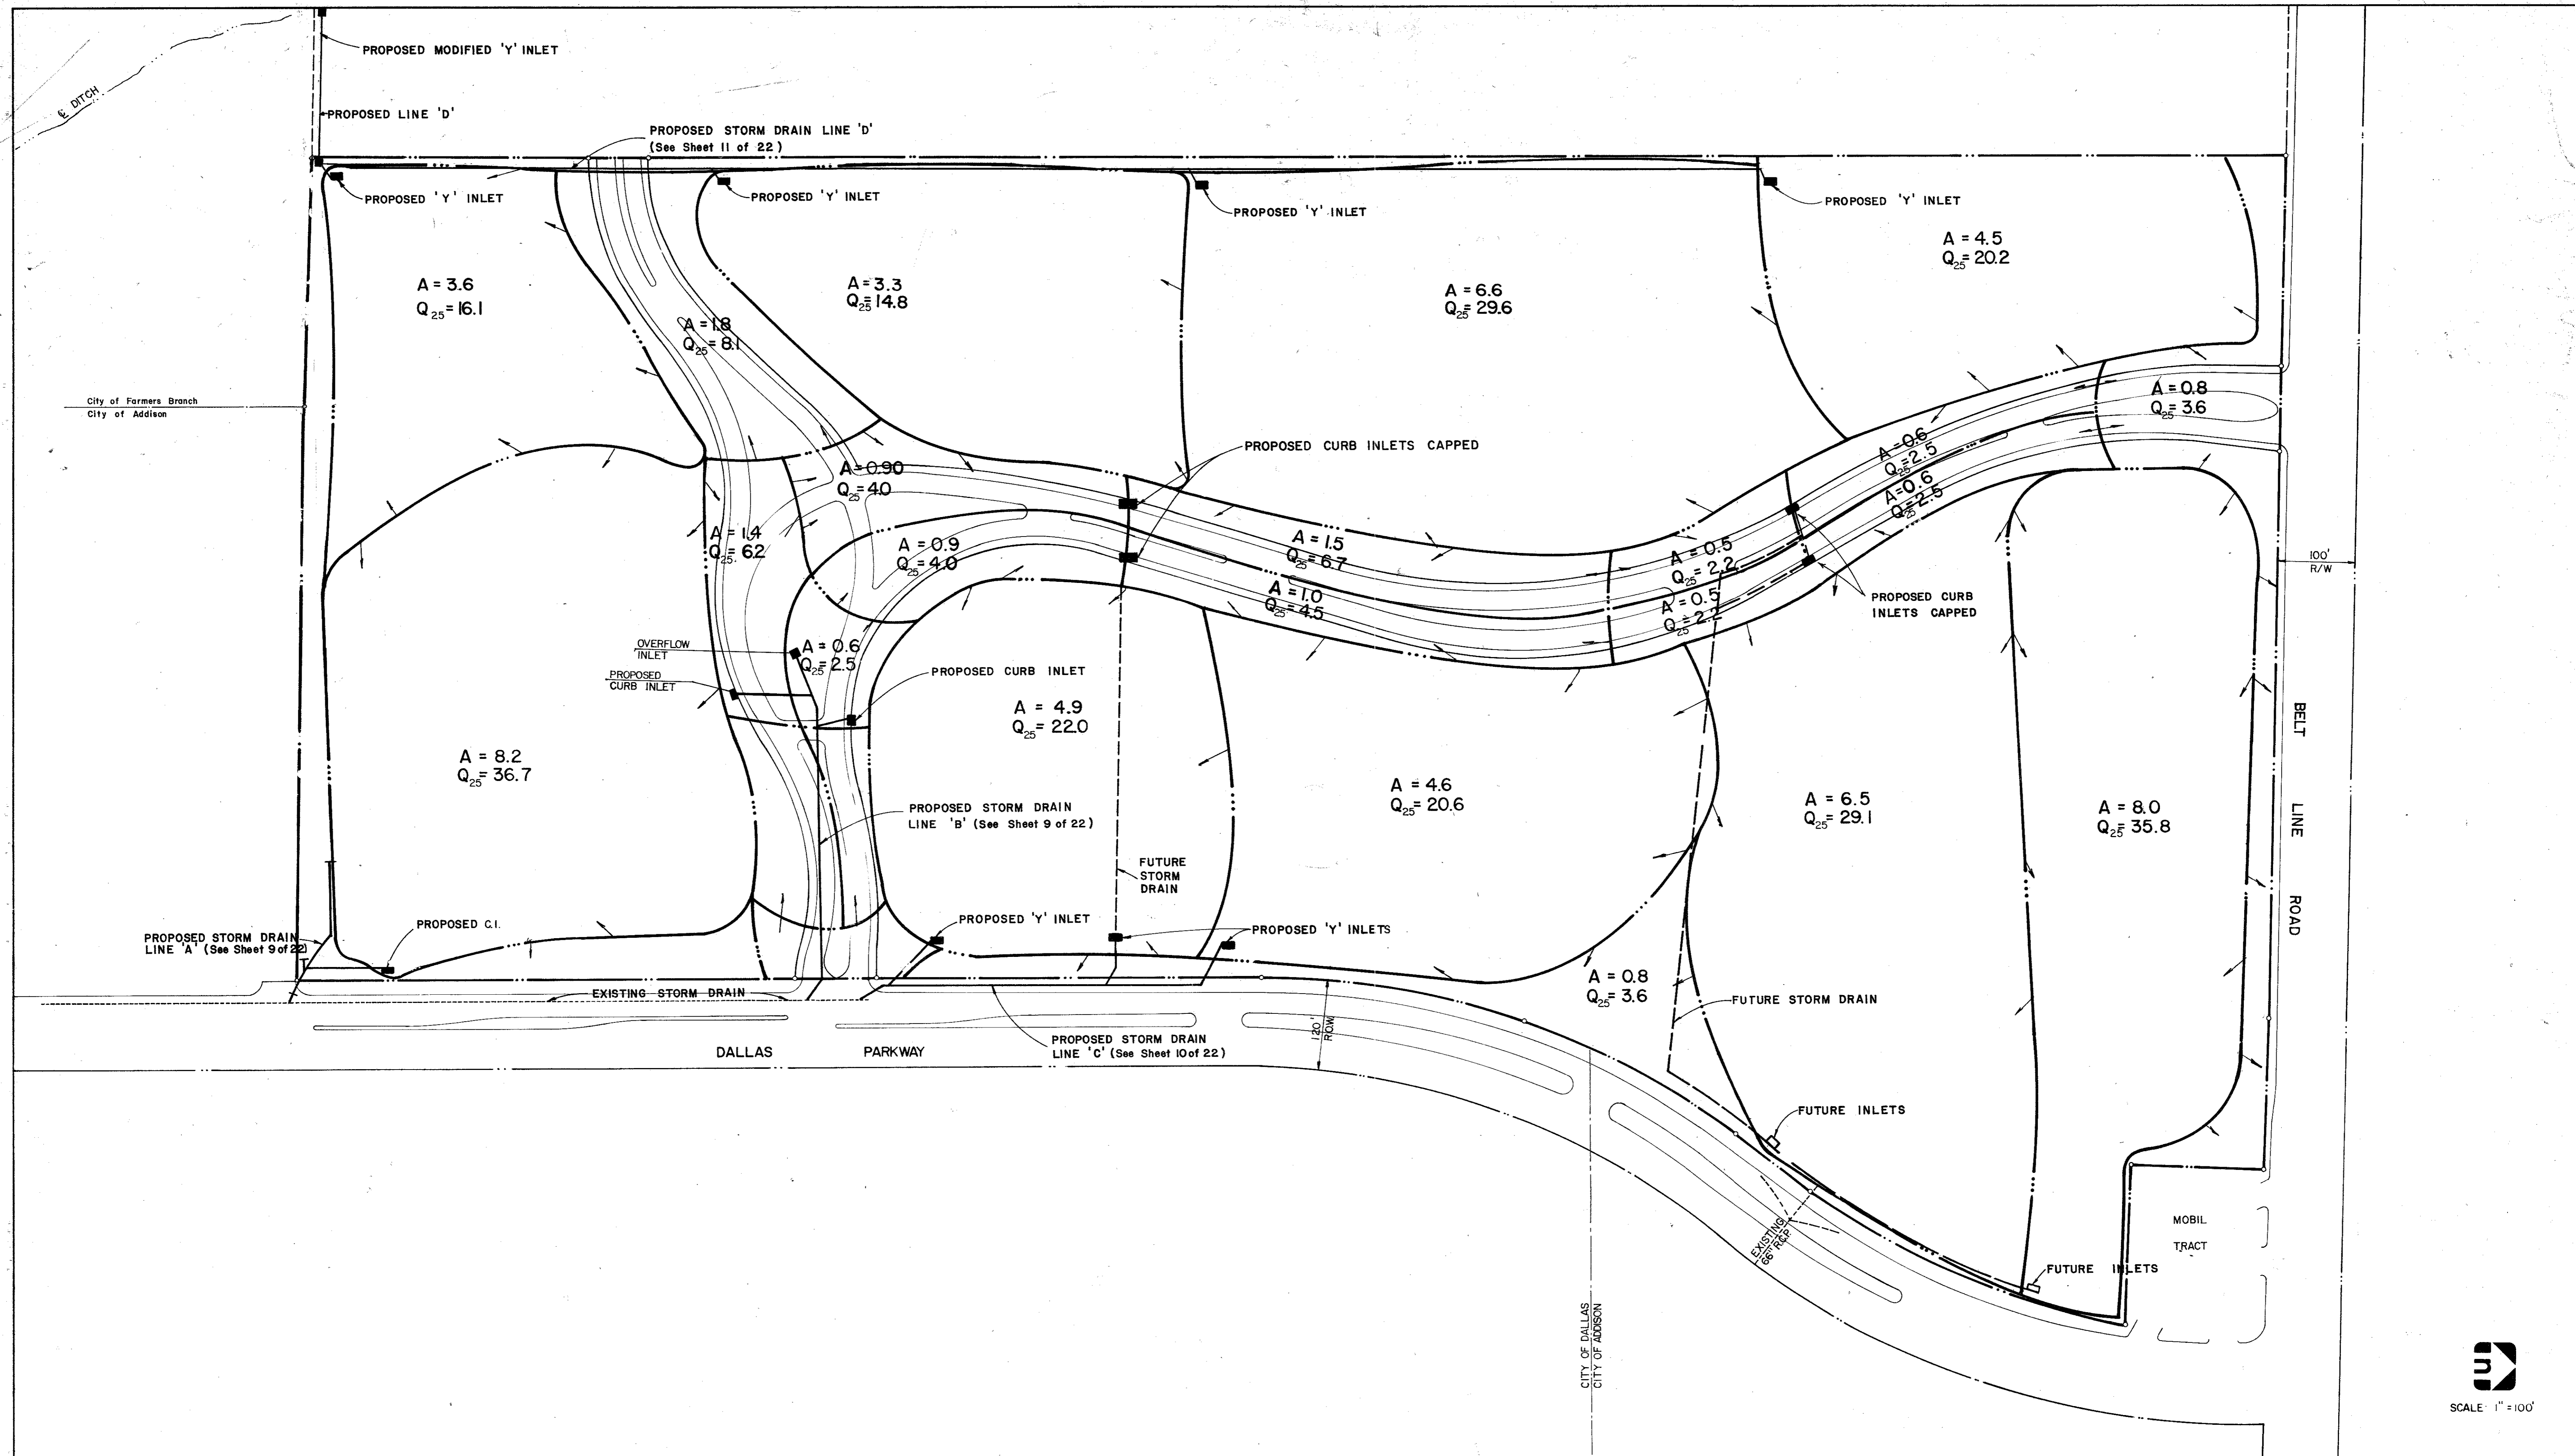 PROPOSED MODIFIED 'Y' INLET
℄ DITCH
PROPOSED LINE 'D'
PROPOSED STORM DRAIN LINE 'D'
(See Sheet 11 of 22)
PROPOSED 'Y' INLET
PROPOSED 'Y' INLET
PROPOSED 'Y' INLET
PROPOSED 'Y' INLET
A = 4.5
Q25= 20.2
A = 3.6
Q25=16.1
A = 3.3
Q25=14.8
A = 6.6
Q25= 29.6
A = 1.8
Q25= 8.1
City of Farmers Branch
City of Addison
A = 0.8
Q25= 3.6
PROPOSED CURB INLETS CAPPED
A = 0.6
Q25= 2.5
A = 0.90
Q25= 4.0
A = 0.6
Q25= 2.5
A = 1.4
Q25= 6.2
A = 0.9
Q25= 4.0
A = 1.5
Q25= 6.7
A = 0.5
Q25= 2.2
100'
R/W
A = 1.0
Q25= 4.5
A = 0.5
Q25= 2.2
PROPOSED CURB
INLETS CAPPED
OVERFLOW
INLET
A = 0.6
Q25= 2.5
PROPOSED
CURB INLET
PROPOSED CURB INLET
A = 4.9
Q25= 22.0
BELT LINE ROAD
A = 8.2
Q25= 36.7
A = 4.6
Q25= 20.6
A = 6.5
Q25= 29.1
A = 8.0
Q25= 35.8
PROPOSED STORM DRAIN
LINE 'B' (See Sheet 9 of 22)
FUTURE
STORM
DRAIN
PROPOSED C.I.
PROPOSED 'Y' INLET
PROPOSED 'Y' INLETS
PROPOSED STORM DRAIN
LINE 'A' (See Sheet 9 of 22)
A = 0.8
Q25= 3.6
EXISTING STORM DRAIN
FUTURE STORM DRAIN
120'
R.O.W.
DALLAS PARKWAY
PROPOSED STORM DRAIN
LINE 'C' (See Sheet 10 of 22)
FUTURE INLETS
EXISTING
66" R.C.P.
MOBIL
TRACT
FUTURE INLETS
CITY OF DALLAS
CITY OF ADDISON
SCALE: 1" =100'